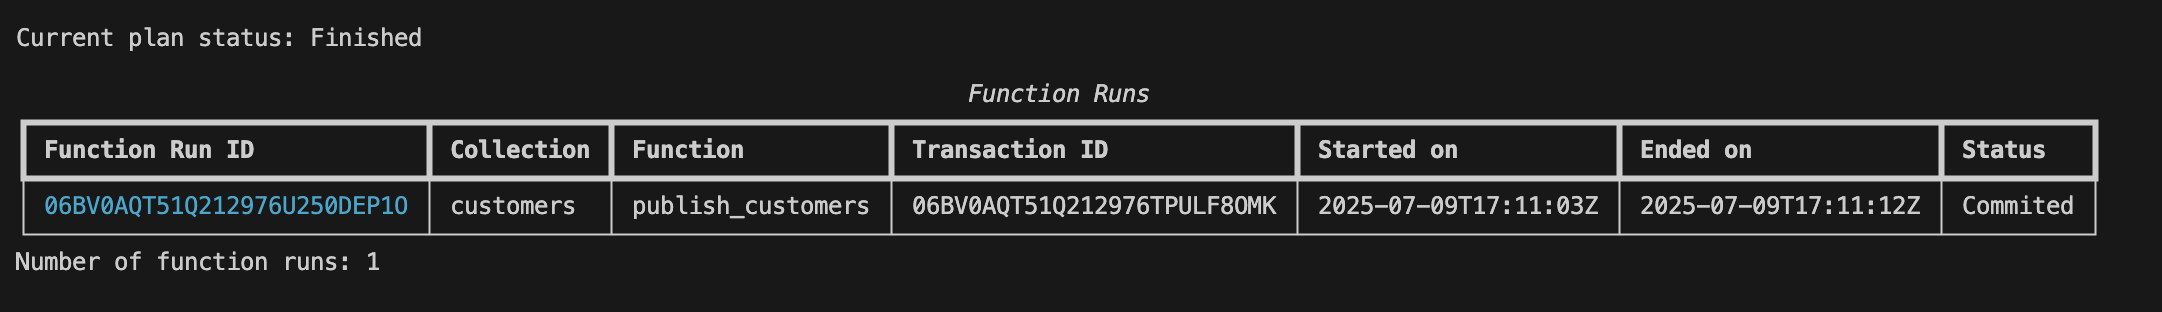 Current plan status: Finished
Function Runs
Function Run ID Collection Function Transaction ID Started on Ended on Status
06BV0AQT51Q212976U250DEP1O customers publish_customers 06BV0AQT51Q212976TPULF8OMK 2025-07-09T17:11:03Z 2025-07-09T17:11:12Z Commited
Number of function runs: 1